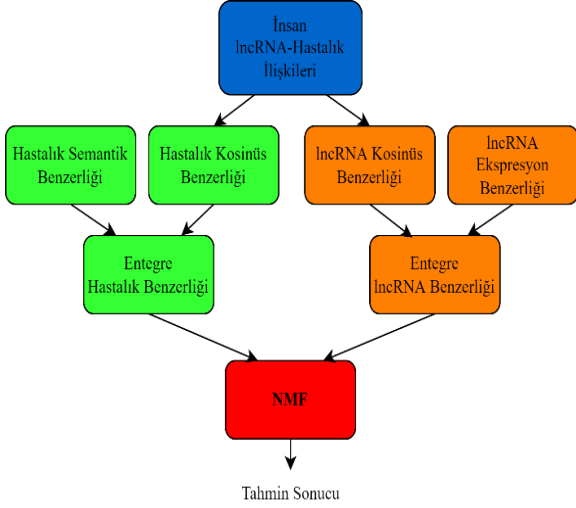 İnsan
lncRNA-Hastalık
İlişkileri
Hastalık Semantik
Benzerliği
Hastalık Kosinüs
Benzerliği
lncRNA Kosinüs
Benzerliği
lncRNA
Ekspresyon
Benzerliği
Entegre
Hastalık Benzerliği
Entegre
lncRNA Benzerliği
NMF
Tahmin Sonucu